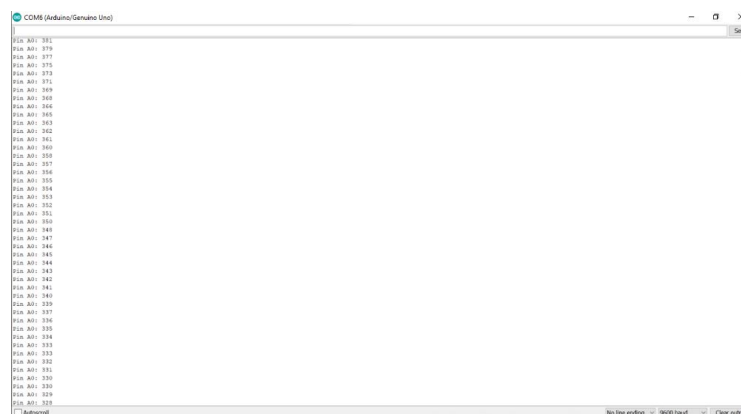 COM6 (Arduino/Genuino Uno)
Pin A0: 381
Pin A0: 379
Pin A0: 377
Pin A0: 375
Pin A0: 373
Pin A0: 371
Pin A0: 369
Pin A0: 368
Pin A0: 366
Pin A0: 365
Pin A0: 363
Pin A0: 362
Pin A0: 361
Pin A0: 360
Pin A0: 358
Pin A0: 357
Pin A0: 356
Pin A0: 355
Pin A0: 354
Pin A0: 353
Pin A0: 352
Pin A0: 351
Pin A0: 350
Pin A0: 348
Pin A0: 347
Pin A0: 346
Pin A0: 345
Pin A0: 344
Pin A0: 343
Pin A0: 342
Pin A0: 341
Pin A0: 340
Pin A0: 339
Pin A0: 337
Pin A0: 336
Pin A0: 335
Pin A0: 334
Pin A0: 333
Pin A0: 333
Pin A0: 332
Pin A0: 331
Pin A0: 330
Pin A0: 330
Pin A0: 329
Pin A0: 328
Autoscroll No line ending 9600 baud Clear